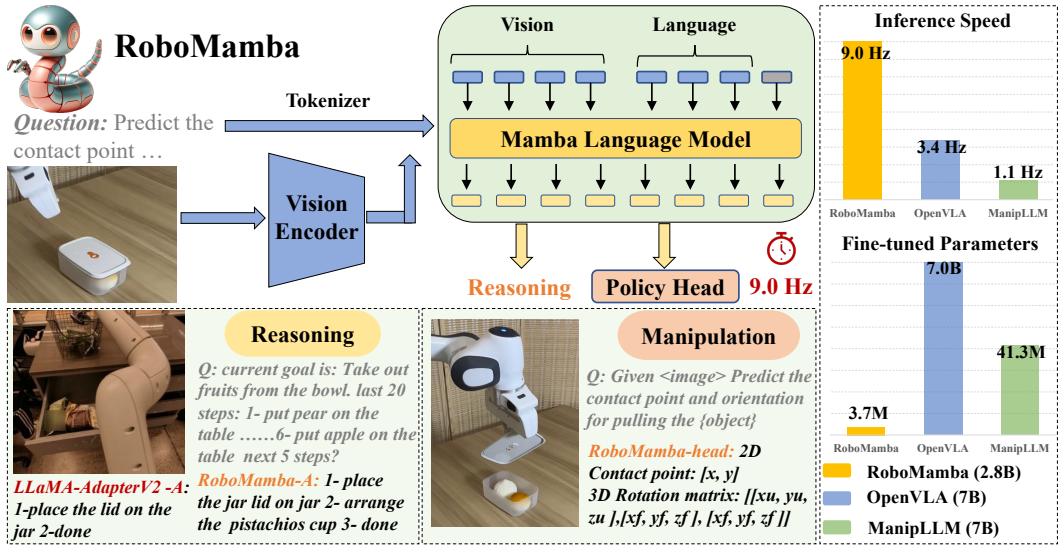 RoboMamba
Question: Predict the
contact point …
Tokenizer
Vision
Encoder
Vision
Language
Mamba Language Model
Reasoning
Policy Head
9.0 Hz
Reasoning
Q: current goal is: Take out
fruits from the bowl. last 20
steps: 1- put pear on the
table ……6- put apple on the
table next 5 steps?
LLaMA-AdapterV2 -A:
1-place the lid on the
jar 2-done
RoboMamba-A: 1- place
the jar lid on jar 2- arrange
the pistachios cup 3- done
Manipulation
Q: Given <image> Predict the
contact point and orientation
for pulling the {object}
RoboMamba-head: 2D
Contact point: [x, y]
3D Rotation matrix: [[xu, yu,
zu ],[xf, yf, zf ], [xf, yf, zf ]]
Inference Speed
9.0 Hz
3.4 Hz
1.1 Hz
RoboMamba
OpenVLA
ManipLLM
Fine-tuned Parameters
7.0B
41.3M
3.7M
RoboMamba
OpenVLA
ManipLLM
RoboMamba (2.8B)
OpenVLA (7B)
ManipLLM (7B)